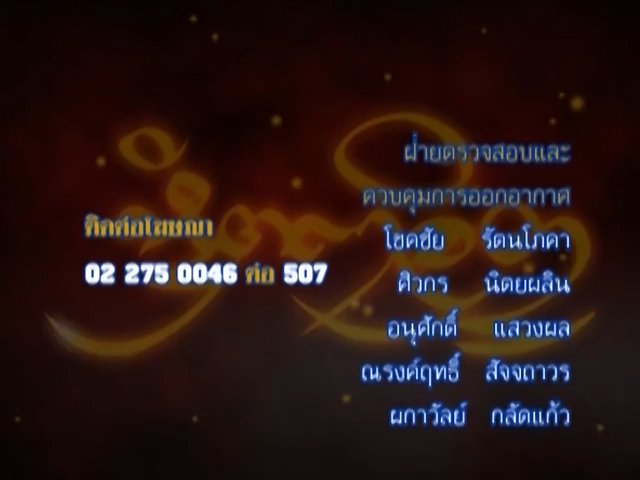 ติดต่อโฆษณา
02 275 0046 ต่อ 507
ฝ่ายตรวจสอบและ
ควบคุมการออกอากาศ
โชคชัย รัตนโภคา
ศิวกร นิตยผลิน
อนุศักดิ์ แสวงผล
ณรงค์ฤทธิ์ สัจจถาวร
ผกาวัลย์ กลัดแก้ว